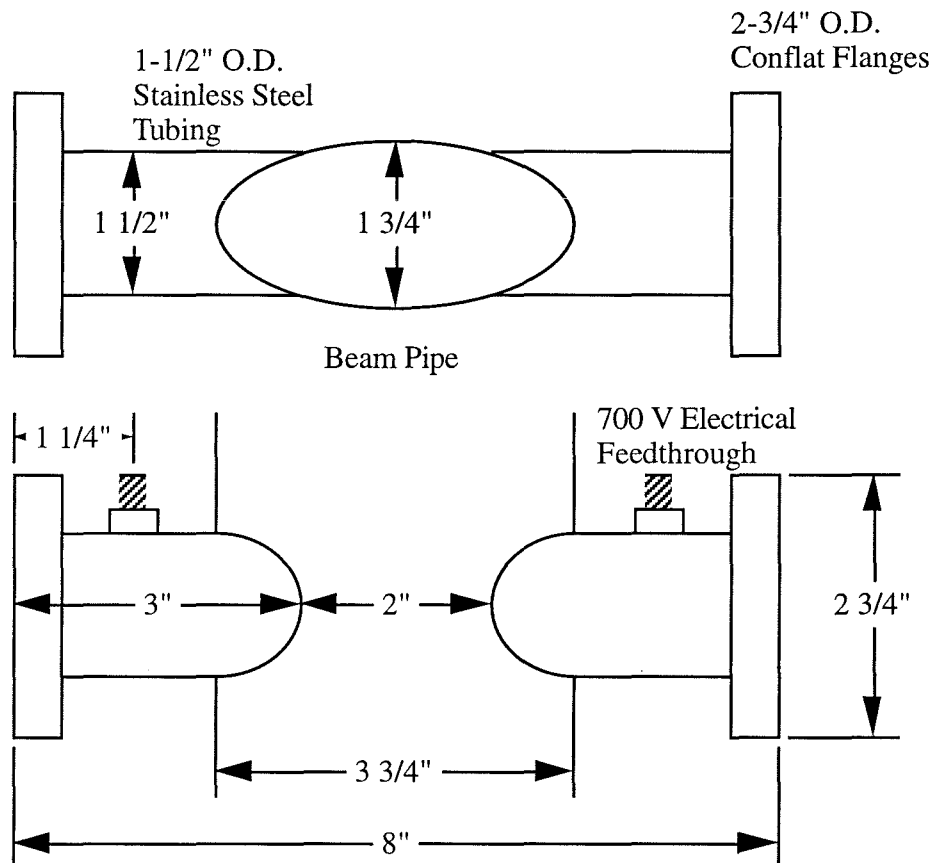 2-3/4" O.D.
Conflat Flanges
1-1/2" O.D.
Stainless Steel
Tubing
1 1/2"
1 3/4"
Beam Pipe
1 1/4"
700 V Electrical
Feedthrough
3"
2"
2 3/4"
3 3/4"
8"